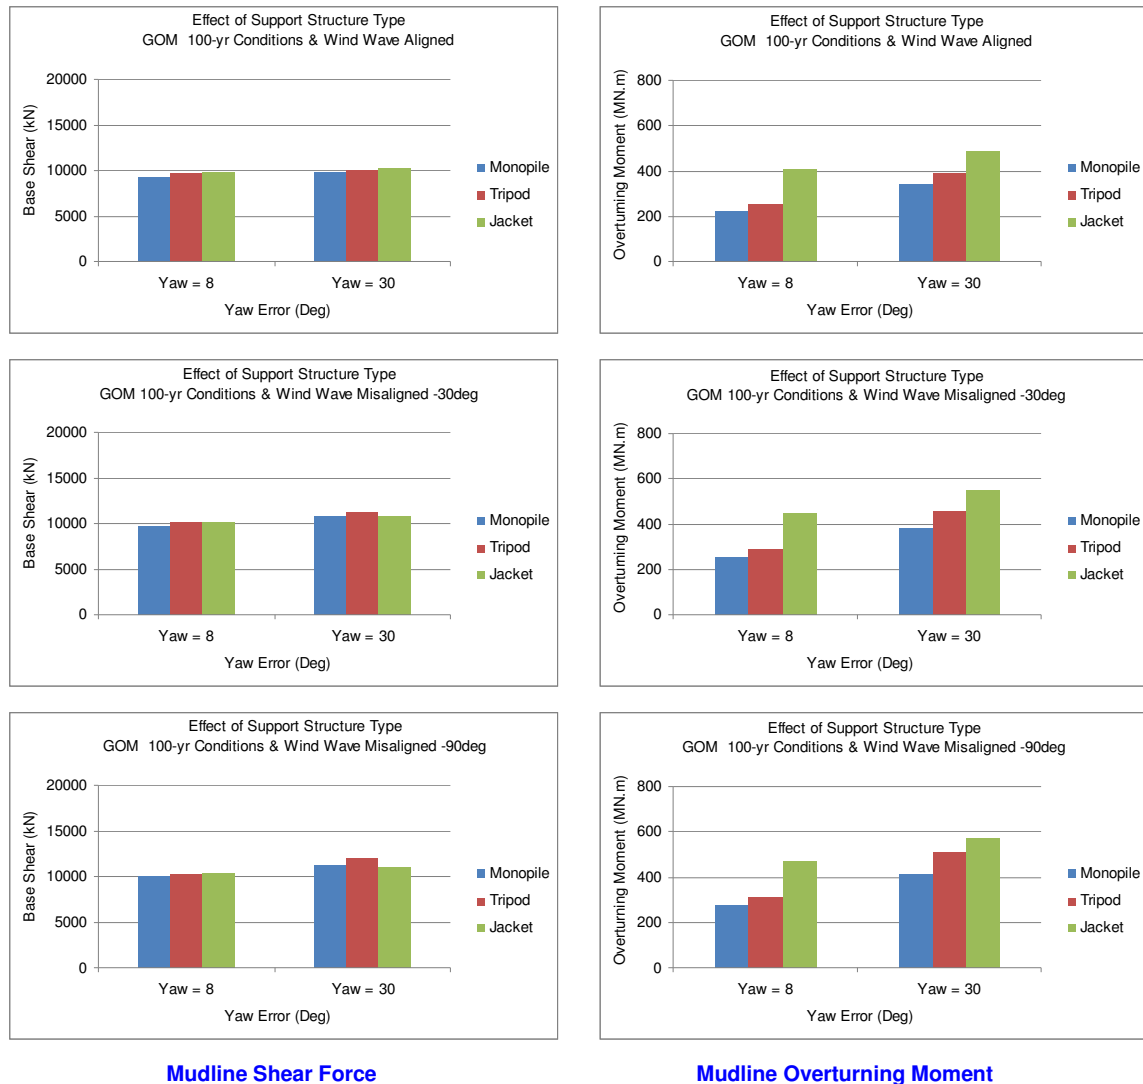 Effect of Support Structure Type
GOM  100-yr Conditions & Wind Wave Aligned
20000
15000
10000
5000
0
Base Shear (kN)
Yaw = 8
Yaw = 30
Yaw Error (Deg)
Monopile
Tripod
Jacket
Effect of Support Structure Type
GOM  100-yr Conditions & Wind Wave Aligned
800
600
400
200
0
Overturning Moment (MN.m)
Yaw = 8
Yaw = 30
Yaw Error (Deg)
Monopile
Tripod
Jacket
Effect of Support Structure Type
GOM 100-yr Conditions & Wind Wave Misaligned -30deg
20000
15000
10000
5000
0
Base Shear (kN)
Yaw = 8
Yaw = 30
Yaw Error (Deg)
Monopile
Tripod
Jacket
Effect of Support Structure Type
GOM 100-yr Conditions & Wind Wave Misaligned -30deg
800
600
400
200
0
Overturning Moment (MN.m)
Yaw = 8
Yaw = 30
Yaw Error (Deg)
Monopile
Tripod
Jacket
Effect of Support Structure Type
GOM  100-yr Conditions & Wind Wave Misaligned -90deg
20000
15000
10000
5000
0
Base Shear (kN)
Yaw = 8
Yaw = 30
Yaw Error (Deg)
Monopile
Tripod
Jacket
Effect of Support Structure Type
GOM  100-yr Conditions & Wind Wave Misaligned -90deg
800
600
400
200
0
Overturning Moment (MN.m)
Yaw = 8
Yaw = 30
Yaw Error (Deg)
Monopile
Tripod
Jacket
Mudline Shear Force
Mudline Overturning Moment